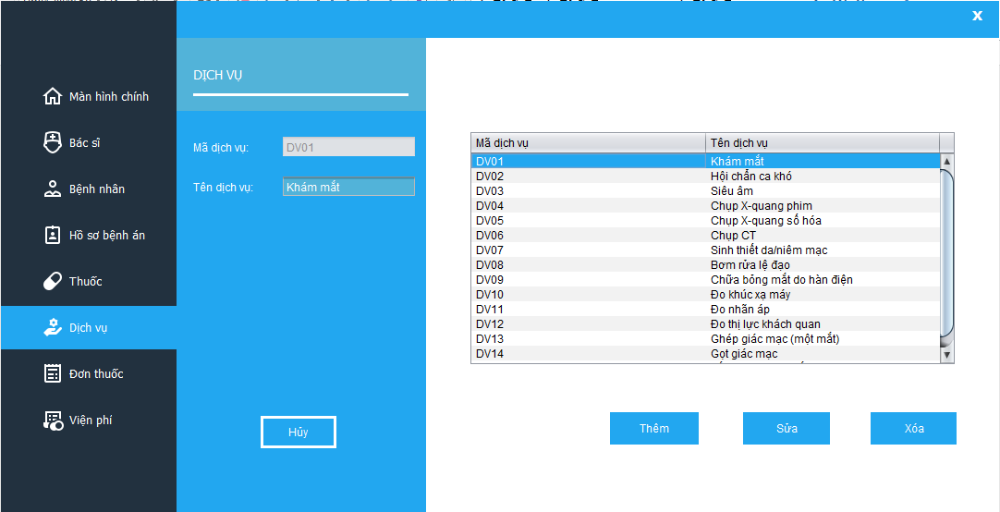 X
Màn hình chính
Bác sĩ
Bệnh nhân
Hồ sơ bệnh án
Thuốc
Dịch vụ
Đơn thuốc
Viện phí
DỊCH VỤ
Mã dịch vụ: DV01
Tên dịch vụ: Khám mắt
Hủy
Mã dịch vụ Tên dịch vụ
DV01 Khám mắt
DV02 Hội chẩn ca khó
DV03 Siêu âm
DV04 Chụp X-quang phim
DV05 Chụp X-quang số hóa
DV06 Chụp CT
DV07 Sinh thiết da/niêm mạc
DV08 Bơm rửa lệ đạo
DV09 Chữa bỏng mắt do hàn điện
DV10 Đo khúc xạ máy
DV11 Đo nhãn áp
DV12 Đo thị lực khách quan
DV13 Ghép giác mạc (một mắt)
DV14 Gọt giác mạc
Thêm Sửa Xóa